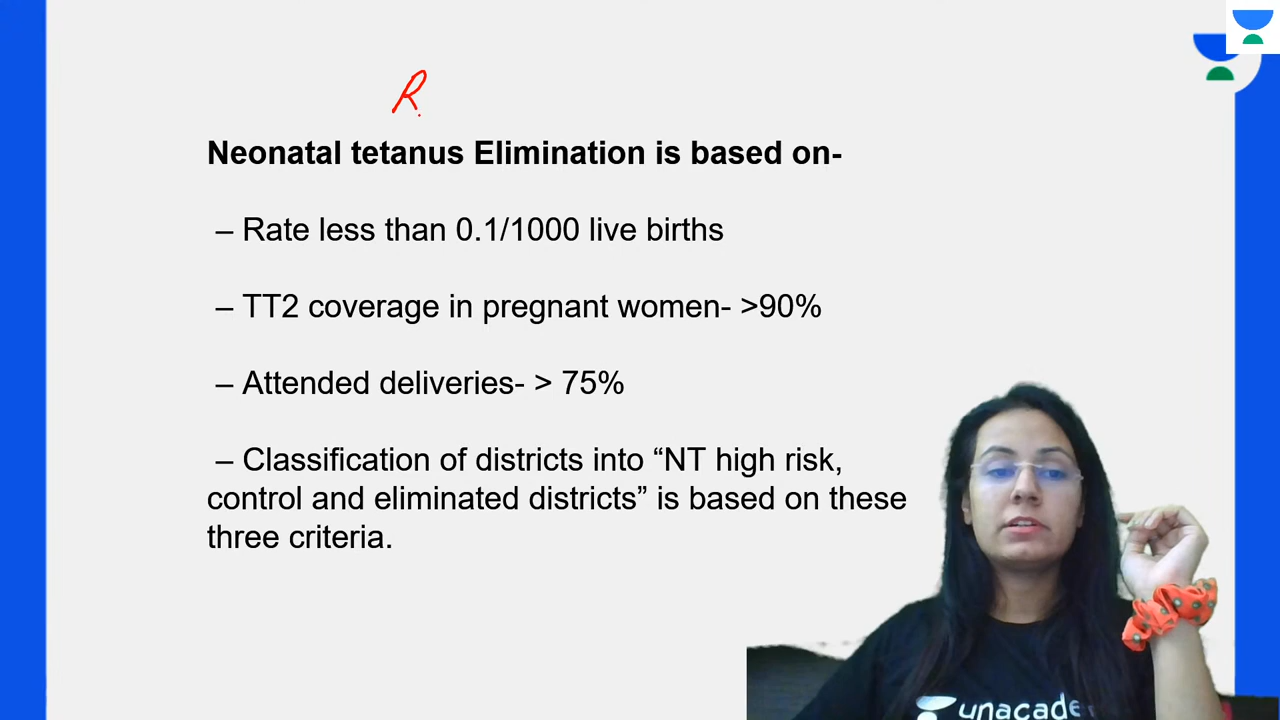 R
Neonatal tetanus Elimination is based on-
– Rate less than 0.1/1000 live births
– TT2 coverage in pregnant women- >90%
– Attended deliveries- > 75%
– Classification of districts into “NT high risk,
control and eliminated districts” is based on these
three criteria.
unacade